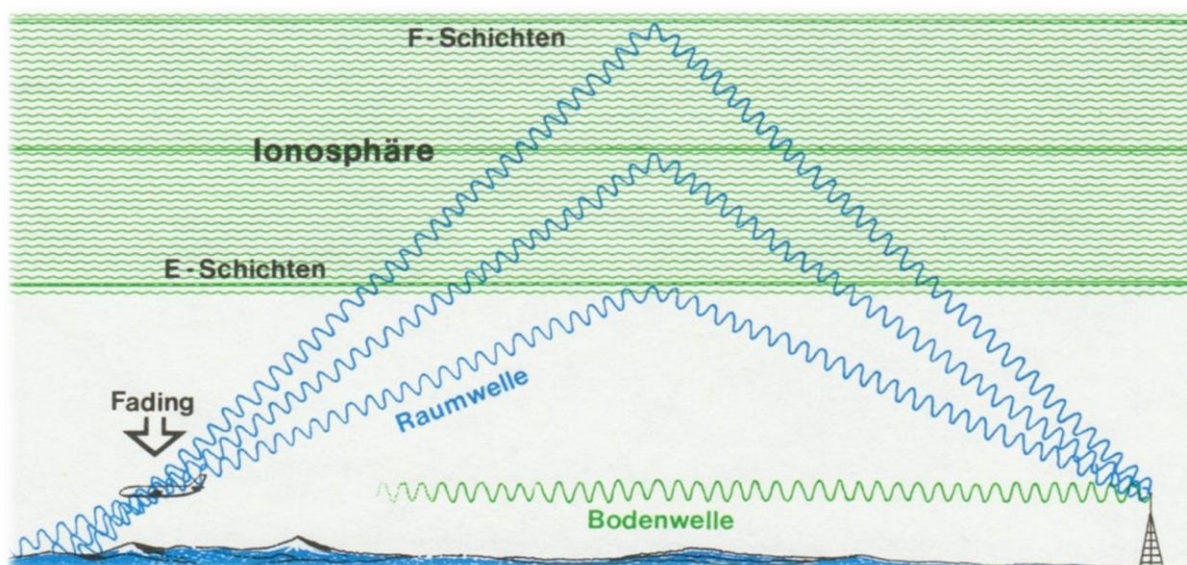 F-Schichten
Ionosphäre
E-Schichten
Fading
Raumwelle
Bodenwelle